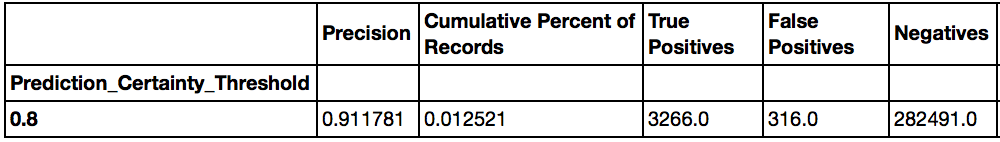 Precision Cumulative Percent of Records True Positives False Positives Negatives
Prediction_Certainty_Threshold
0.8 0.911781 0.012521 3266.0 316.0 282491.0